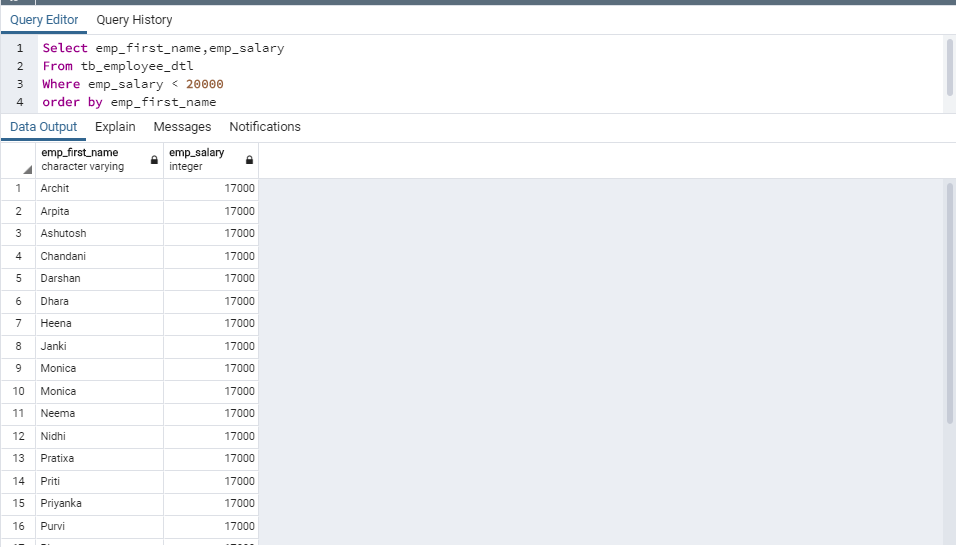 Query Editor Query History
1 Select emp_first_name,emp_salary
2 From tb_employee_dtl
3 Where emp_salary < 20000
4 order by emp_first_name
Data Output Explain Messages Notifications
emp_first_name emp_salary
character varying integer
1 Archit 17000
2 Arpita 17000
3 Ashutosh 17000
4 Chandani 17000
5 Darshan 17000
6 Dhara 17000
7 Heena 17000
8 Janki 17000
9 Monica 17000
10 Monica 17000
11 Neema 17000
12 Nidhi 17000
13 Pratixa 17000
14 Priti 17000
15 Priyanka 17000
16 Purvi 17000